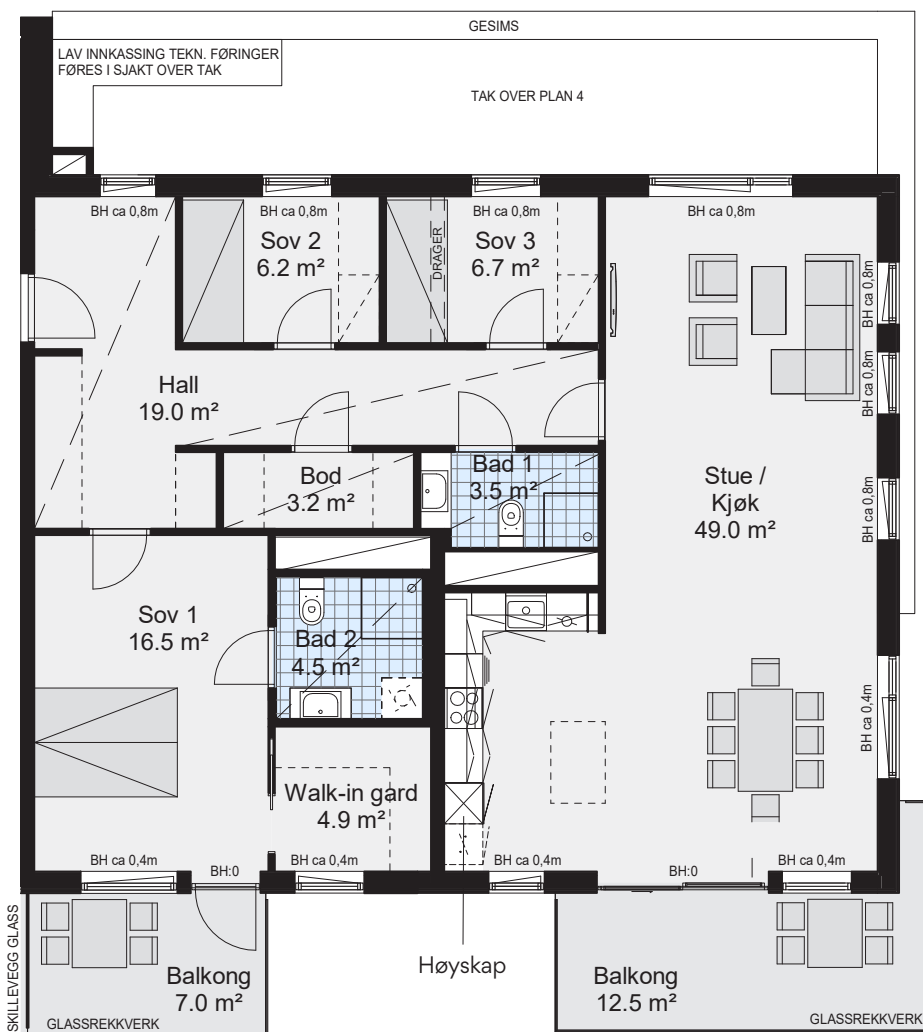 GESIMS
LAV INNKASSING TEKN. FØRINGER
FØRES I SJAKT OVER TAK
TAK OVER PLAN 4
BH ca 0,8m
BH ca 0,8m
BH ca 0,8m
BH ca 0,8m
Sov 2
6.2 m²
DRAGER
Sov 3
6.7 m²
BH ca 0,8m
BH ca 0,8m
Hall
19.0 m²
Bod
3.2 m²
Bad 1
3.5 m²
Stue /
Kjøk
49.0 m²
BH ca 0,8m
Sov 1
16.5 m²
Bad 2
4.5 m²
BH ca 0,4m
Walk-in gard
4.9 m²
BH ca 0,4m
BH:0
BH ca 0,4m
BH ca 0,4m
BH:0
BH ca 0,4m
SKILLEVEGG GLASS
Balkong
7.0 m²
GLASSREKKVERK
Høyskap
Balkong
12.5 m²
GLASSREKKVERK